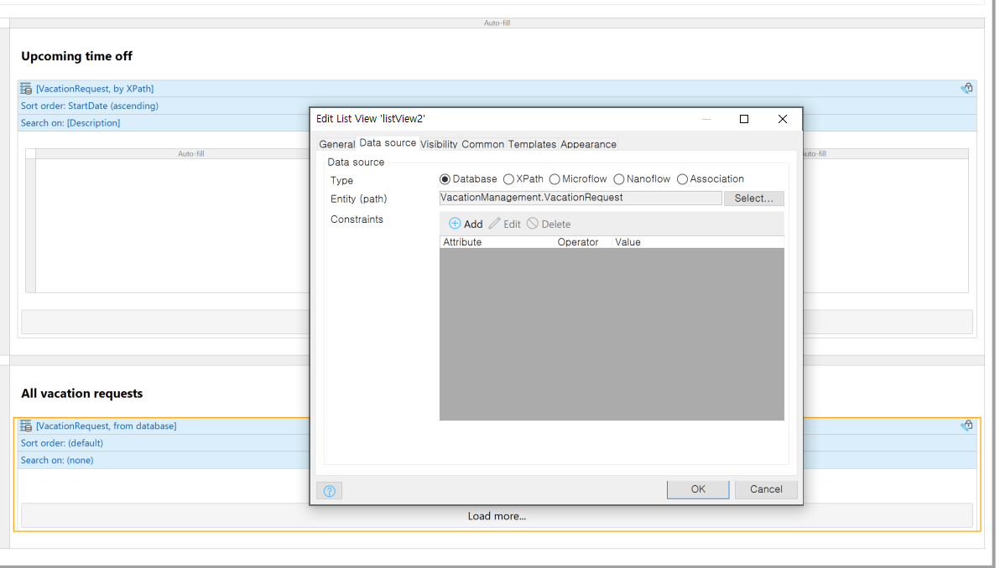 Auto-fill
Upcoming time off
[VacationRequest, by XPath]
Sort order: StartDate (ascending)
Search on: [Description]
Auto-fill
uto-fill
Edit List View 'listView2'
General Data source Visibility Common Templates Appearance
Data source
Type Database XPath Microflow Nanoflow Association
Entity (path) VacationManagement.VacationRequest Select...
Constraints Add Edit Delete
Attribute Operator Value
OK Cancel
All vacation requests
[VacationRequest, from database]
Sort order: (default)
Search on: (none)
Load more...